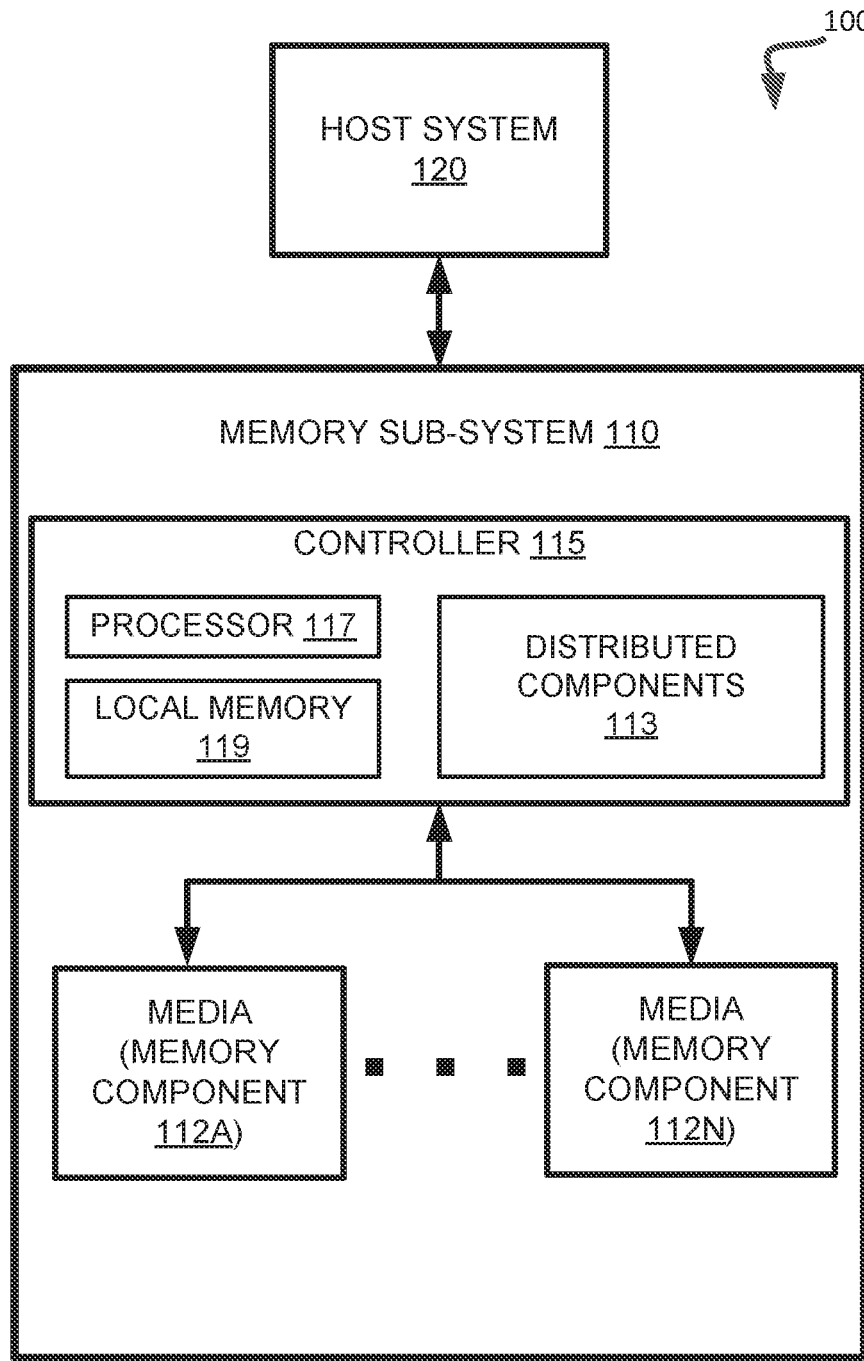 100
HOST SYSTEM
120
MEMORY SUB-SYSTEM 110
CONTROLLER 115
PROCESSOR 117
LOCAL MEMORY
119
DISTRIBUTED
COMPONENTS
113
MEDIA
(MEMORY
COMPONENT
112A)
MEDIA
(MEMORY
COMPONENT
112N)